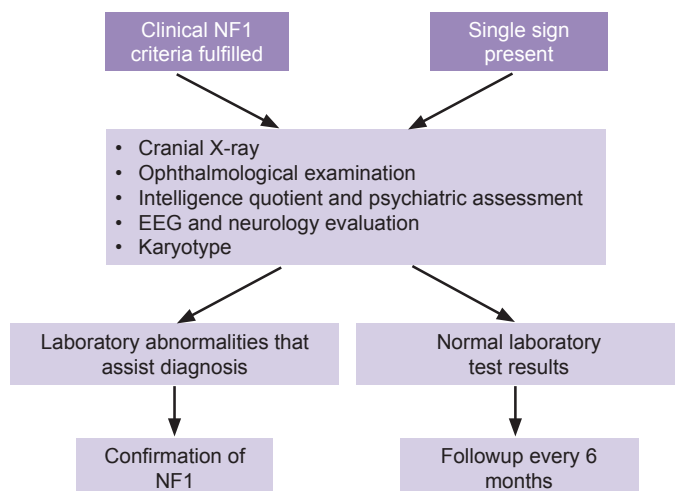 Clinical NF1
criteria fulfilled
Single sign
present
• Cranial X-ray
• Ophthalmological examination
• Intelligence quotient and psychiatric assessment
• EEG and neurology evaluation
• Karyotype
Laboratory abnormalities that
assist diagnosis
Normal laboratory
test results
Confirmation of
NF1
Followup every 6
months